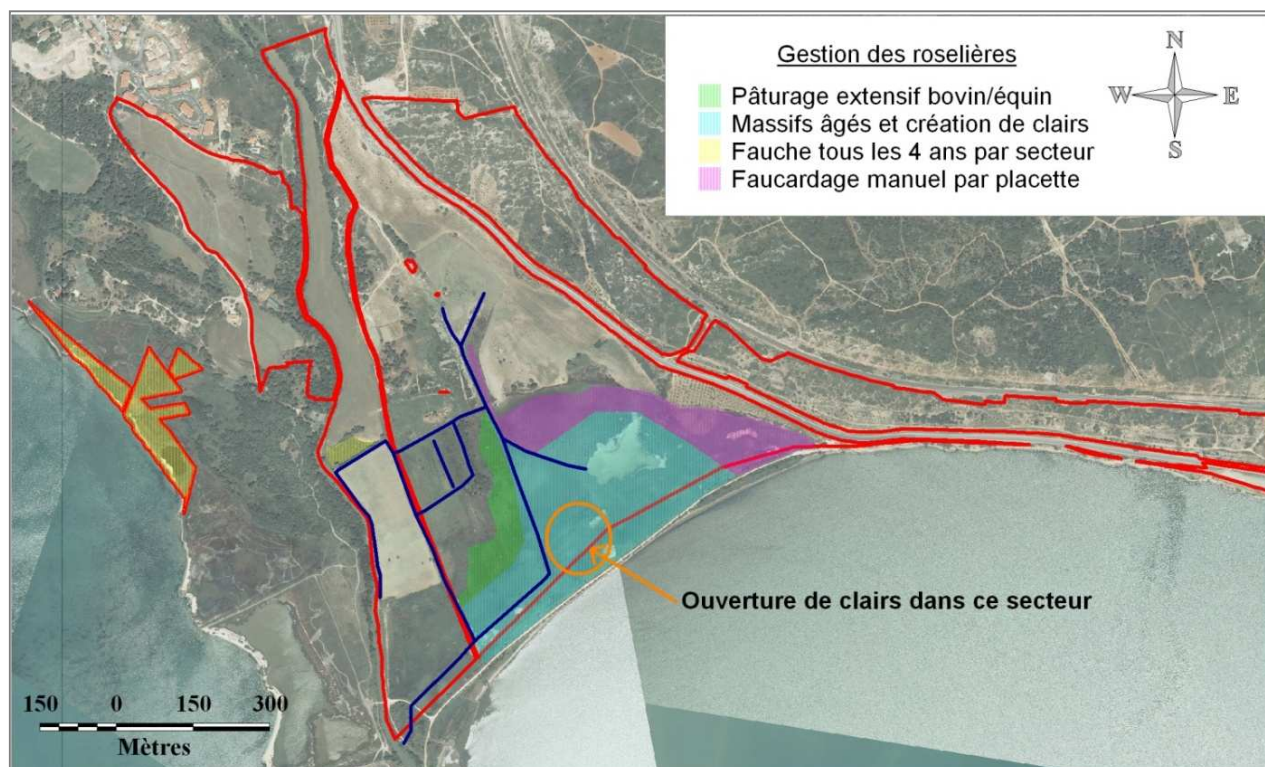 Gestion des roselières
Pâturage extensif bovin/équin
Massifs âgés et création de clairs
Fauche tous les 4 ans par secteur
Faucardage manuel par placette
N
W E
S
Ouverture de clairs dans ce secteur
150 0 150 300
Mètres